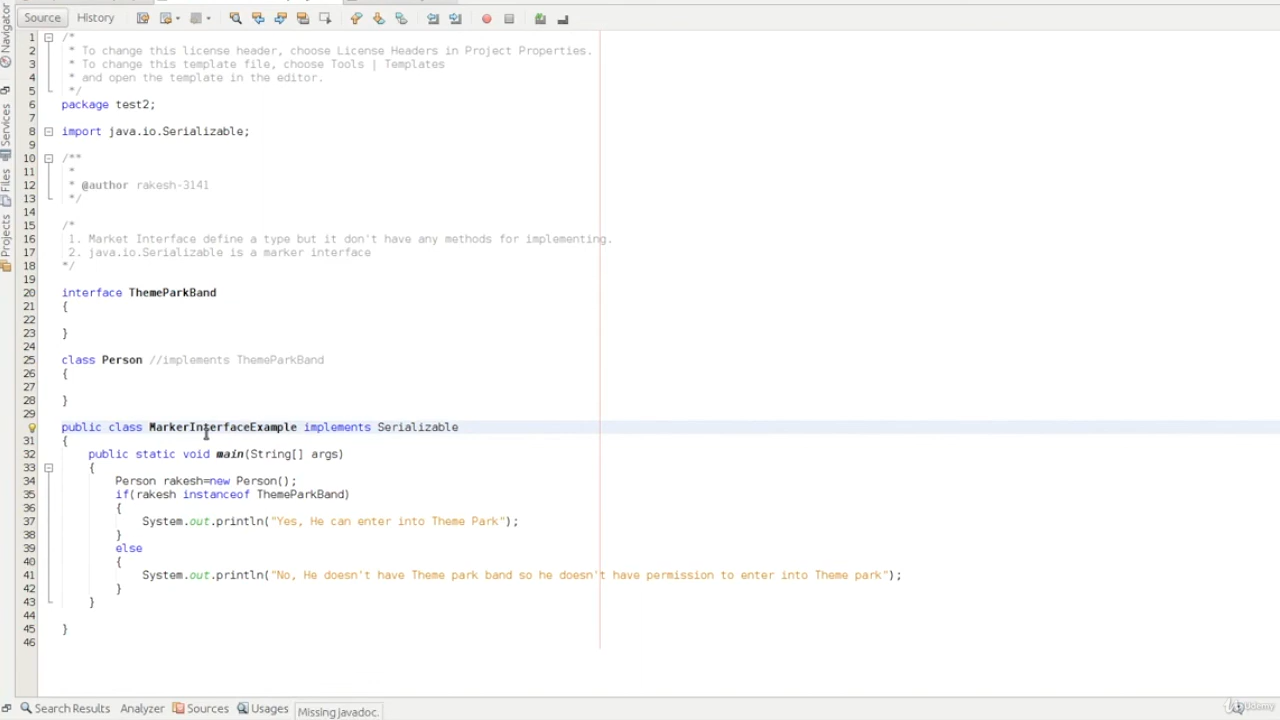 Source History
1 /*
2 * To change this license header, choose License Headers in Project Properties.
3 * To change this template file, choose Tools | Templates
4 * and open the template in the editor.
5 */
6 package test2;
7
8 import java.io.Serializable;
9
10 /**
11 *
12 * @author rakesh-3141
13 */
14
15 /*
16 1. Market Interface define a type but it don't have any methods for implementing.
17 2. java.io.Serializable is a marker interface
18 */
19
20 interface ThemeParkBand
21 {
22
23 }
24
25 class Person //implements ThemeParkBand
26 {
27
28 }
29
public class MarkerInterfaceExample implements Serializable
31 {
32 public static void main(String[] args)
33 {
34 Person rakesh=new Person();
35 if(rakesh instanceof ThemeParkBand)
36 {
37 System.out.println("Yes, He can enter into Theme Park");
38 }
39 else
40 {
41 System.out.println("No, He doesn't have Theme park band so he doesn't have permission to enter into Theme park");
42 }
43 }
44
45 }
46
Navigator
Services
Files
Projects
Search Results Analyzer Sources Usages Missing javadoc.
Udemy